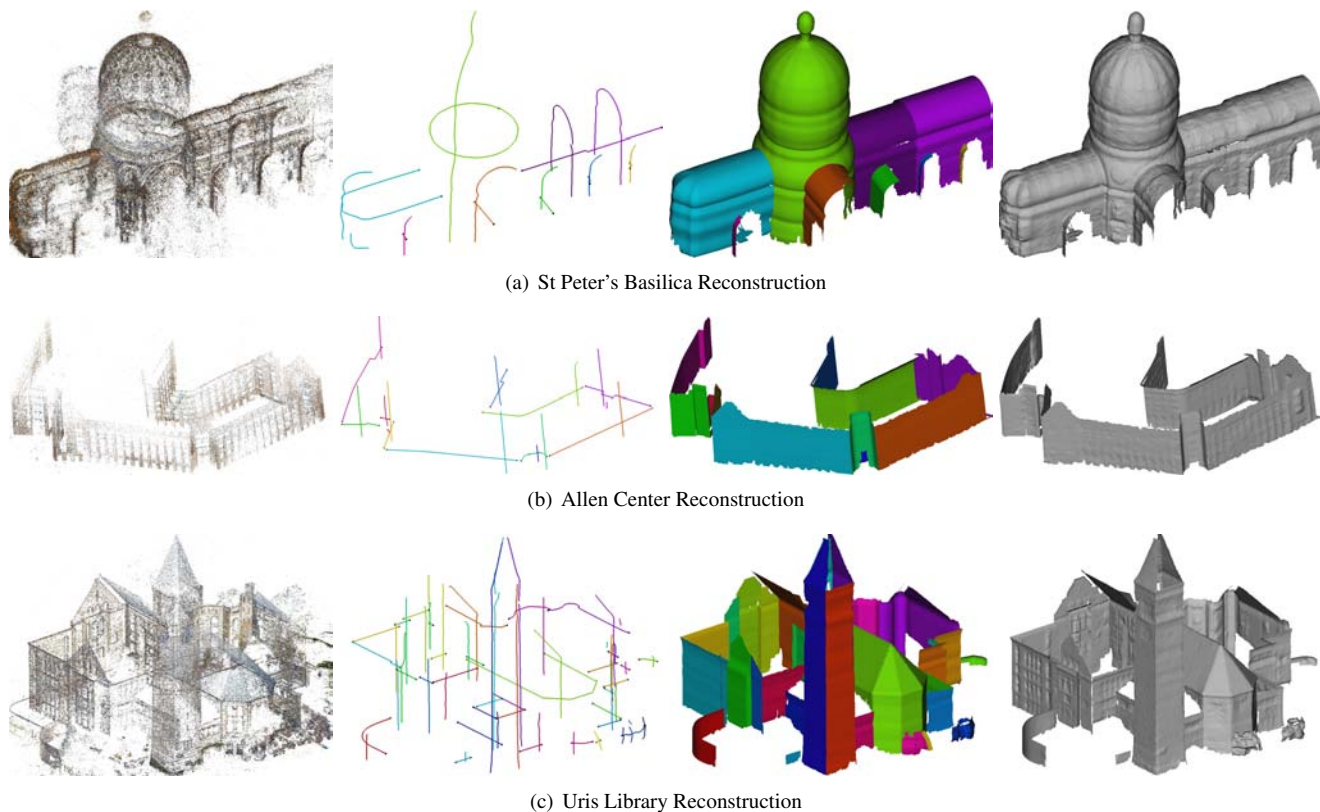 (a) St Peter's Basilica Reconstruction
(b) Allen Center Reconstruction
(c) Uris Library Reconstruction